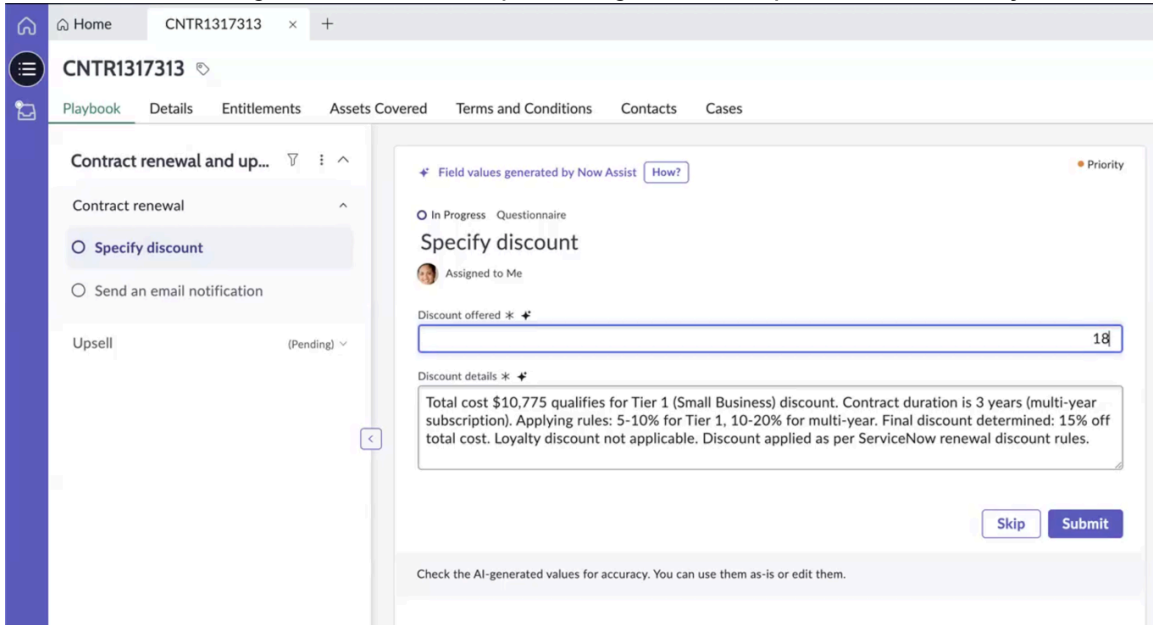 Home
CNTR1317313
CNTR1317313
Playbook Details Entitlements Assets Covered Terms and Conditions Contacts Cases
Contract renewal and up...
Contract renewal
Specify discount
Send an email notification
Upsell (Pending)
Field values generated by Now Assist How?
Priority
In Progress Questionnaire
Specify discount
Assigned to Me
Discount offered *
18
Discount details *
Total cost $10,775 qualifies for Tier 1 (Small Business) discount. Contract duration is 3 years (multi-year
subscription). Applying rules: 5-10% for Tier 1, 10-20% for multi-year. Final discount determined: 15% off
total cost. Loyalty discount not applicable. Discount applied as per ServiceNow renewal discount rules.
Skip Submit
Check the AI-generated values for accuracy. You can use them as-is or edit them.